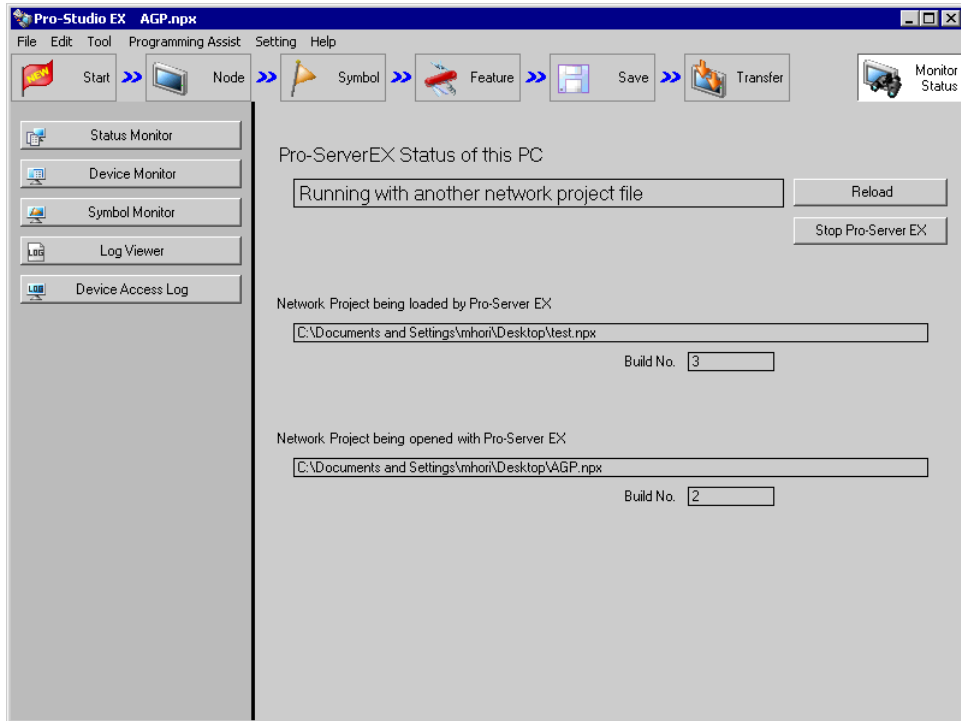 Pro-Studio EX   AGP.npx
File Edit Tool Programming Assist Setting Help
NEW Start Node Symbol Feature Save Transfer Monitor Status
Status Monitor
Device Monitor
Symbol Monitor
LOG Log Viewer
LOG Device Access Log
Pro-ServerEX Status of this PC
Running with another network project file
Reload
Stop Pro-Server EX
Network Project being loaded by Pro-Server EX
C:\Documents and Settings\mhori\Desktop\test.npx
Build No. 3
Network Project being opened with Pro-Server EX
C:\Documents and Settings\mhori\Desktop\AGP.npx
Build No. 2